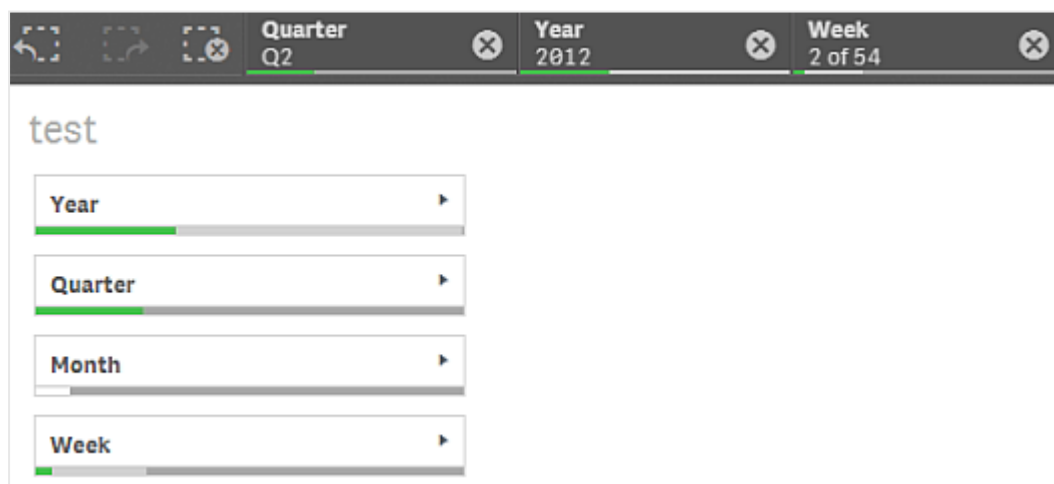 Quarter
Q2
Year
2012
Week
2 of 54
test
Year
Quarter
Month
Week